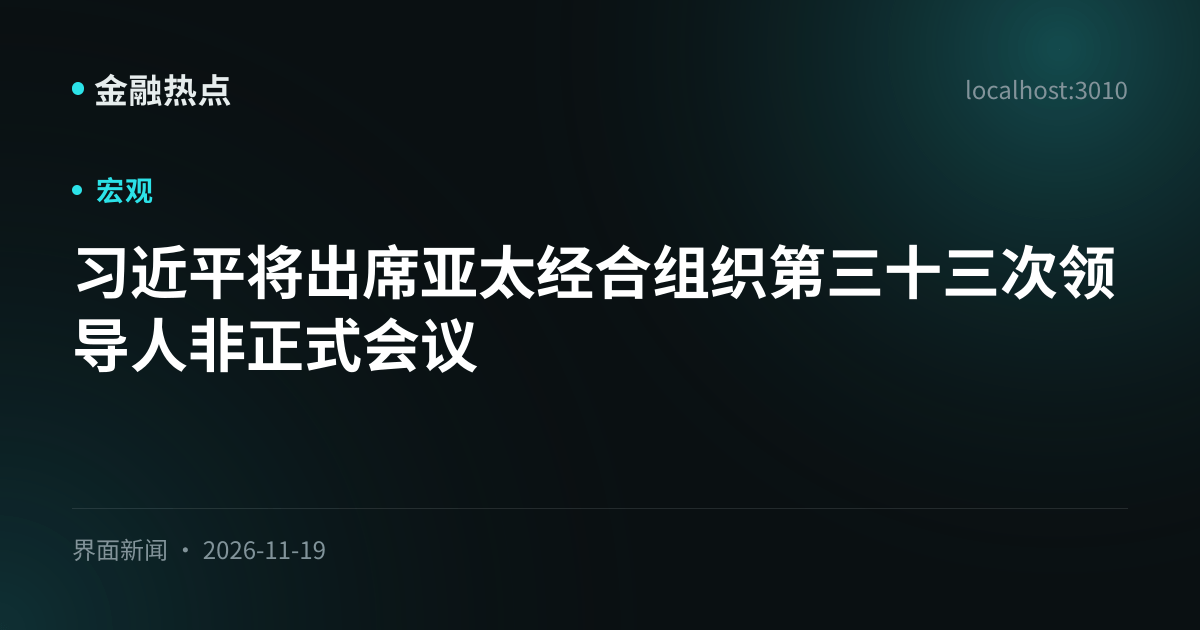 金融热点
localhost:3010
宏观
习近平将出席亚太经合组织第三十三次领
导人非正式会议
界面新闻 • 2026-11-19